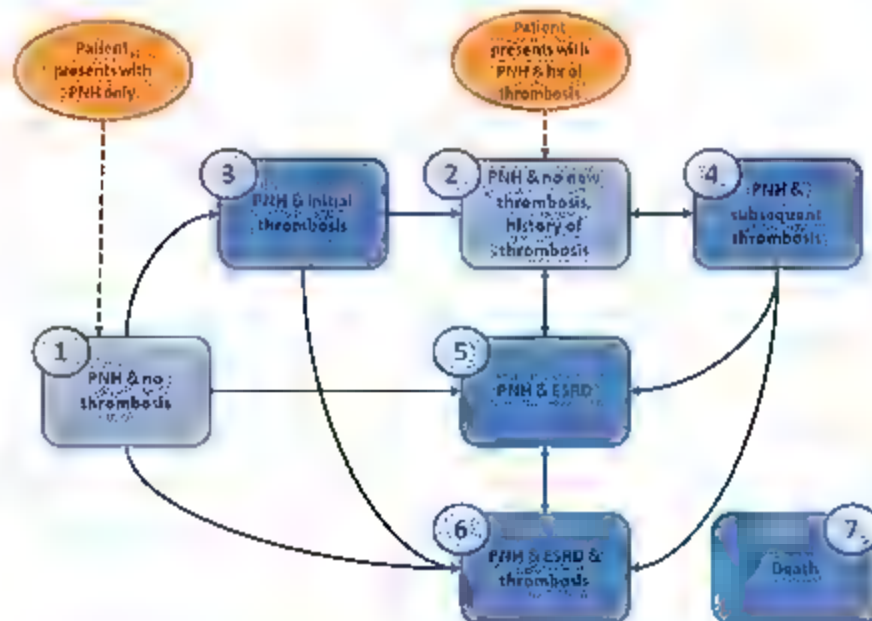 Patient
presents with
PNH only
Patient
presents with
PNH & hx of
thrombosis
3
PNH & initial
thrombosis
2
PNH & no new
thrombosis,
history of
thrombosis
4
PNH &
subsequent
thrombosis
1
PNH & no
thrombosis
5
PNH & ESRD
6
PNH & ESRD &
thrombosis
7
Death